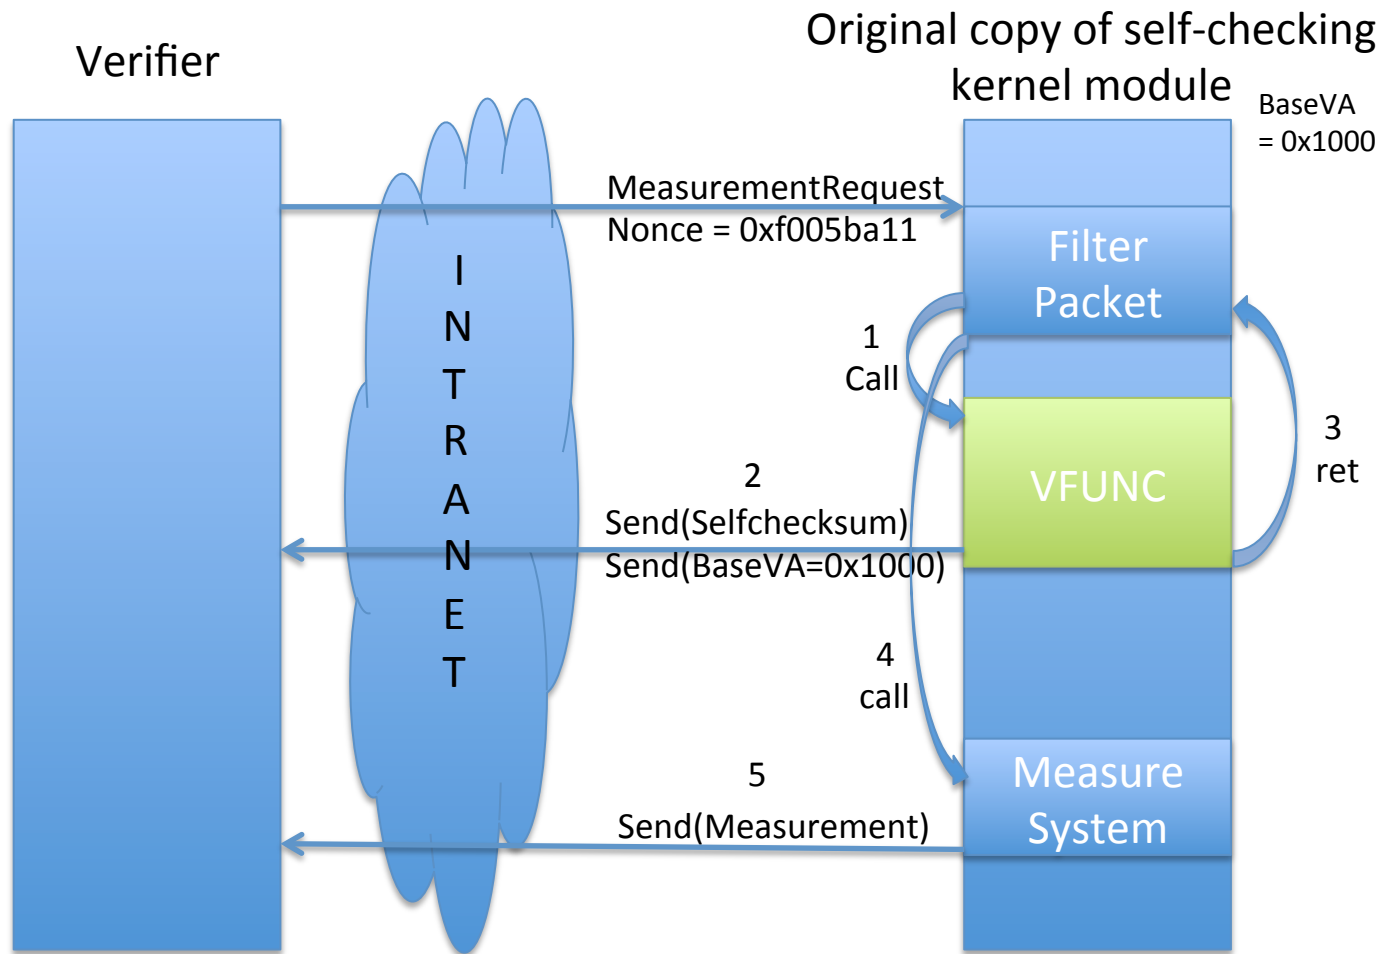 Verifier
Original copy of self-checking
kernel module
BaseVA
= 0x1000
MeasurementRequest
Nonce = 0xf005ba11
I
N
T
R
A
N
E
T
Filter
Packet
1
Call
VFUNC
3
ret
2
Send(Selfchecksum)
Send(BaseVA=0x1000)
4
call
Measure
System
5
Send(Measurement)